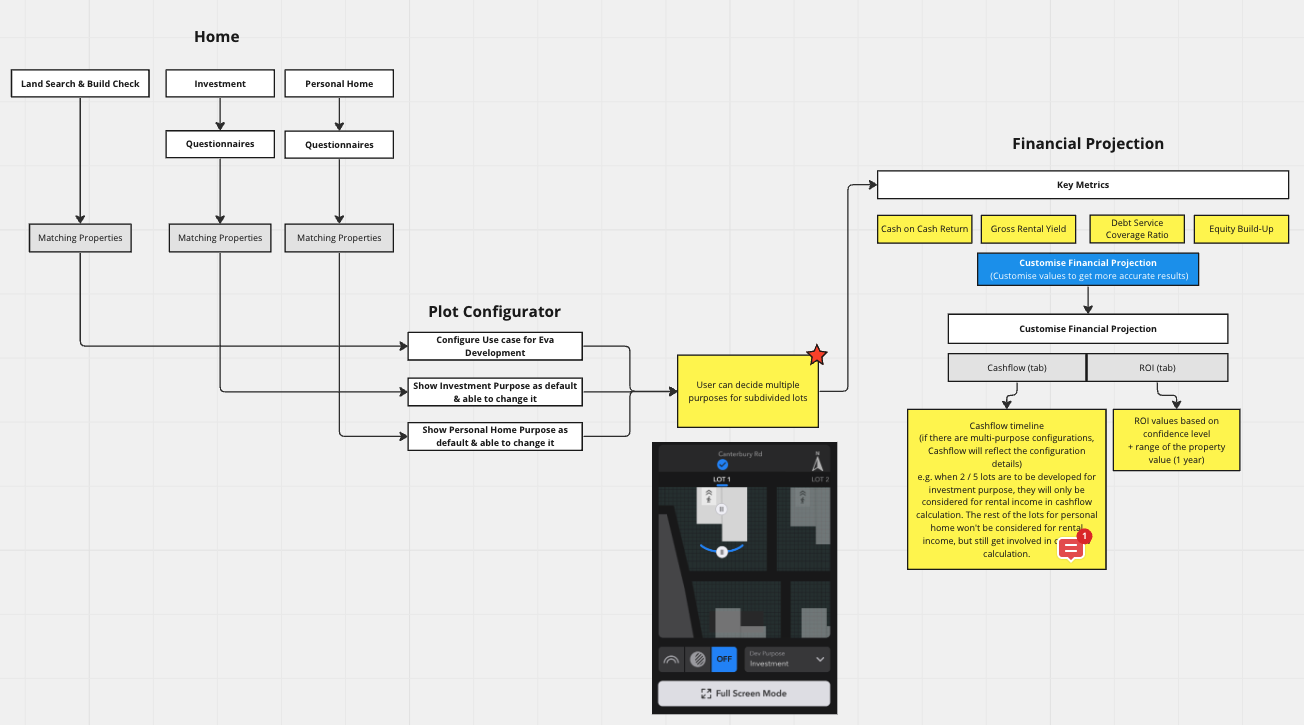 Home
Land Search & Build Check
Investment
Personal Home
Questionnaires
Questionnaires
Matching Properties
Matching Properties
Matching Properties
Plot Configurator
Configure Use case for Eva
Development
Show Investment Purpose as default
& able to change it
Show Personal Home Purpose as
default & able to change it
User can decide multiple
purposes for subdivided lots
Canterbury Rd
N
LOT 1
LOT 2
OFF
Dev Purpose
Investment
Full Screen Mode
Financial Projection
Key Metrics
Cash on Cash Return
Gross Rental Yield
Debt Service
Coverage Ratio
Equity Build-Up
Customise Financial Projection
(Customise values to get more accurate results)
Customise Financial Projection
Cashflow (tab)
ROI (tab)
Cashflow timeline
(if there are multi-purpose configurations,
Cashflow will reflect the configuration
details)
e.g. when 2 / 5 lots are to be developed for
investment purpose, they will only be
considered for rental income in cashflow
calculation. The rest of the lots for personal
home won't be considered for rental
income, but still get involved in
calculation.
1
ROI values based on
confidence level
+ range of the property
value (1 year)